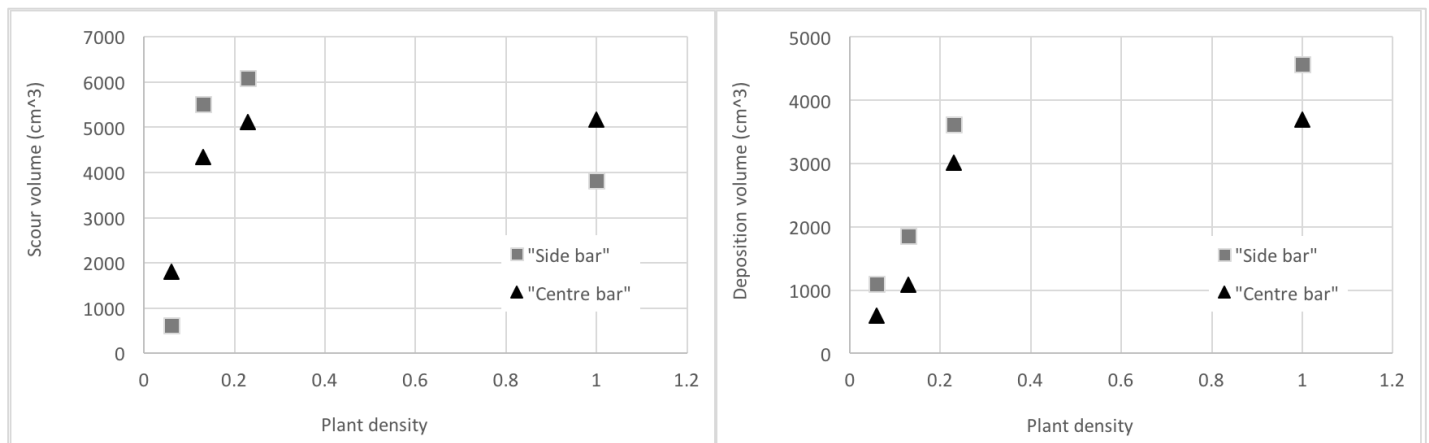 Scour volume (cm^3)
7000
6000
5000
4000
3000
2000
1000
0
0 0.2 0.4 0.6 0.8 1 1.2
Plant density
"Side bar"
"Centre bar"
Deposition volume (cm^3)
5000
4000
3000
2000
1000
0
0 0.2 0.4 0.6 0.8 1 1.2
Plant density
"Side bar"
"Centre bar"